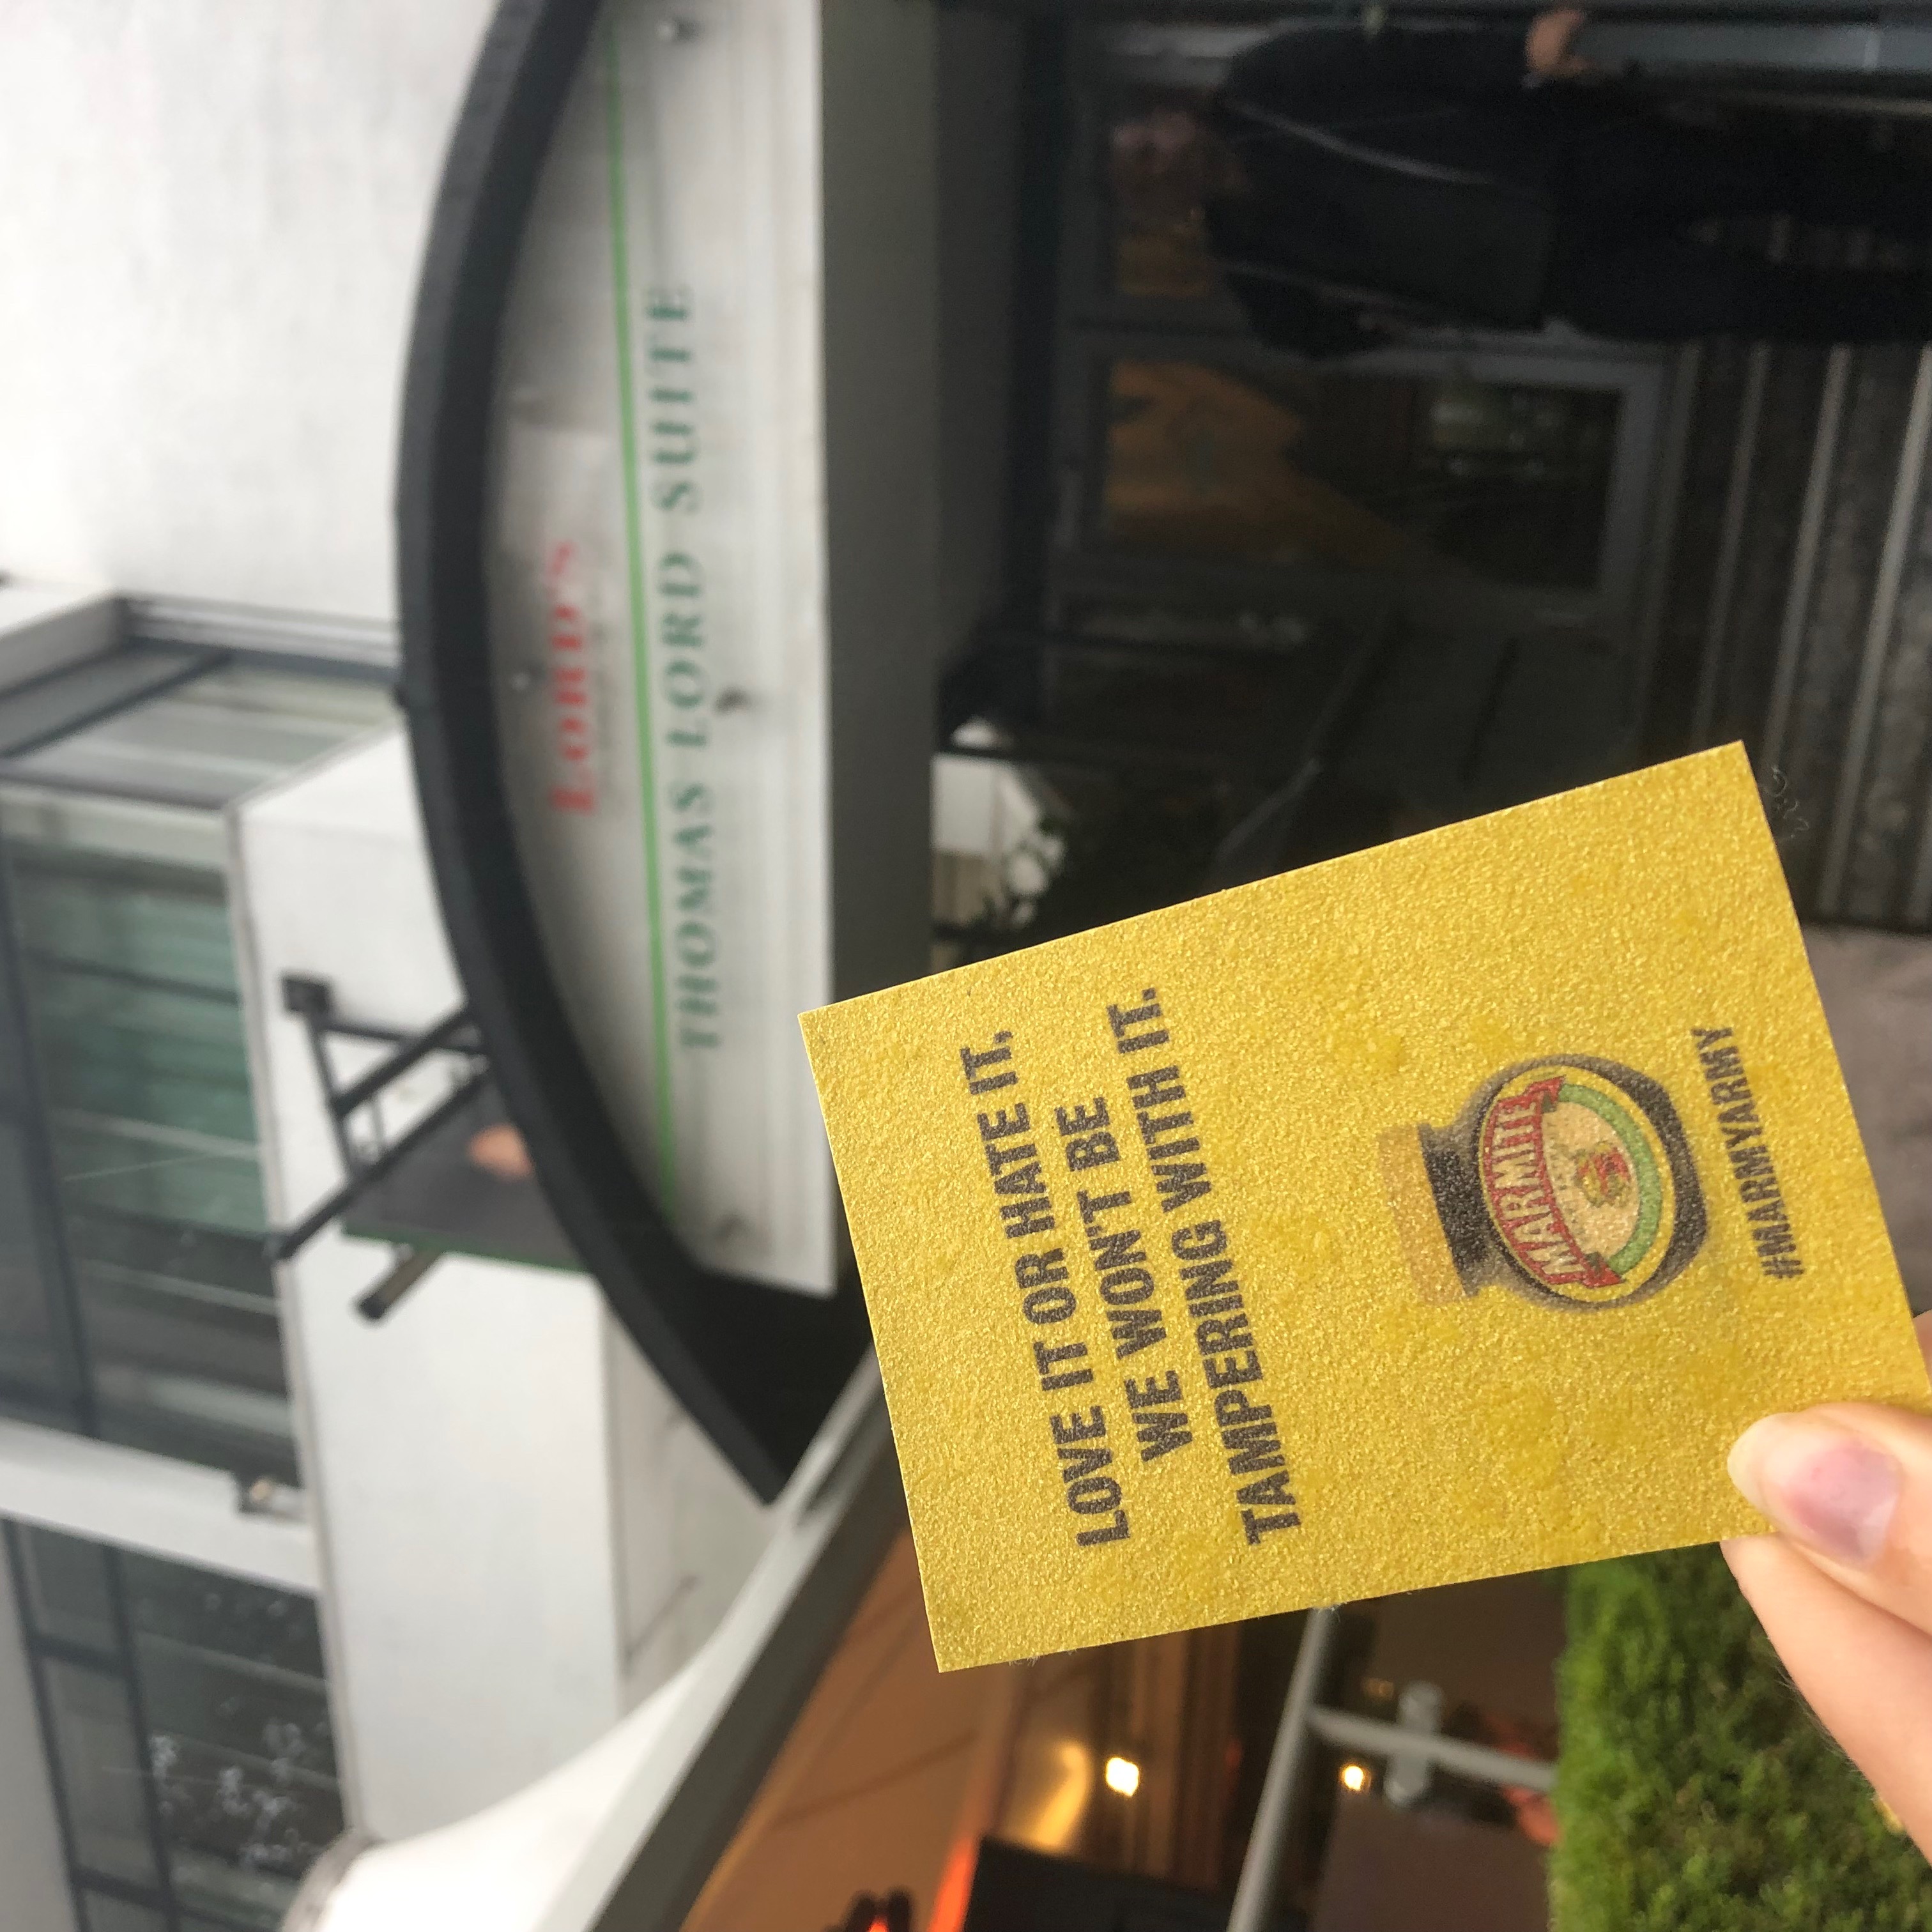 LORD'S
THOMAS LORD SUITE
LOVE IT OR HATE IT,
WE WON'T BE
TAMPERING WITH IT.
MARMITE
#MARMYARMY